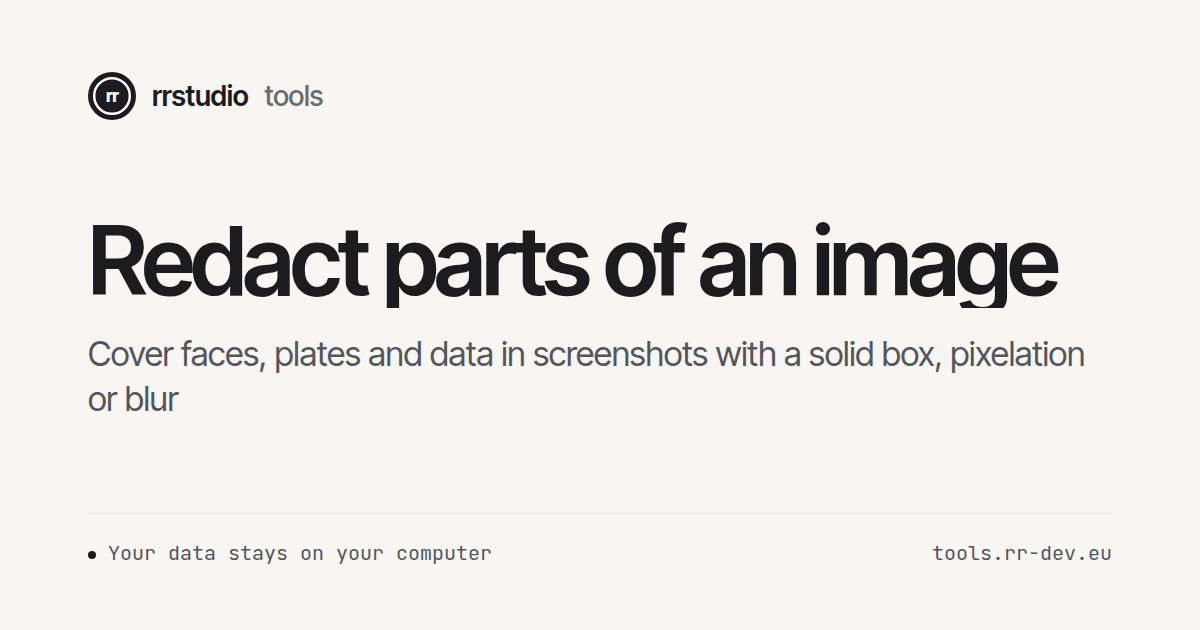 rr rrstudio tools
Redact parts of an image
Cover faces, plates and data in screenshots with a solid box, pixelation
or blur
Your data stays on your computer
tools.rr-dev.eu